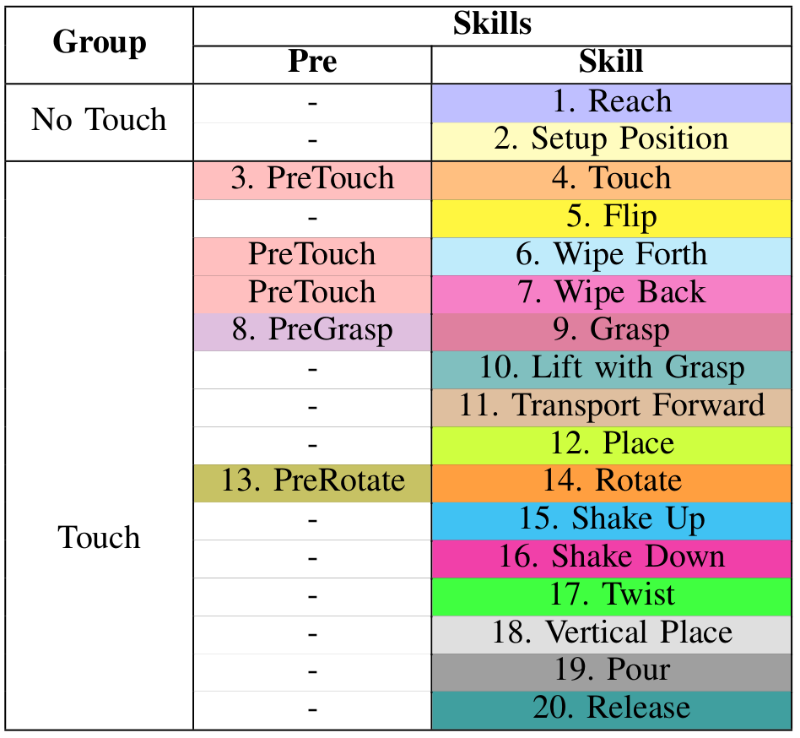 Group Skills
Pre Skill
No Touch - 1. Reach
- 2. Setup Position
Touch 3. PreTouch 4. Touch
- 5. Flip
PreTouch 6. Wipe Forth
PreTouch 7. Wipe Back
8. PreGrasp 9. Grasp
- 10. Lift with Grasp
- 11. Transport Forward
- 12. Place
13. PreRotate 14. Rotate
- 15. Shake Up
- 16. Shake Down
- 17. Twist
- 18. Vertical Place
- 19. Pour
- 20. Release